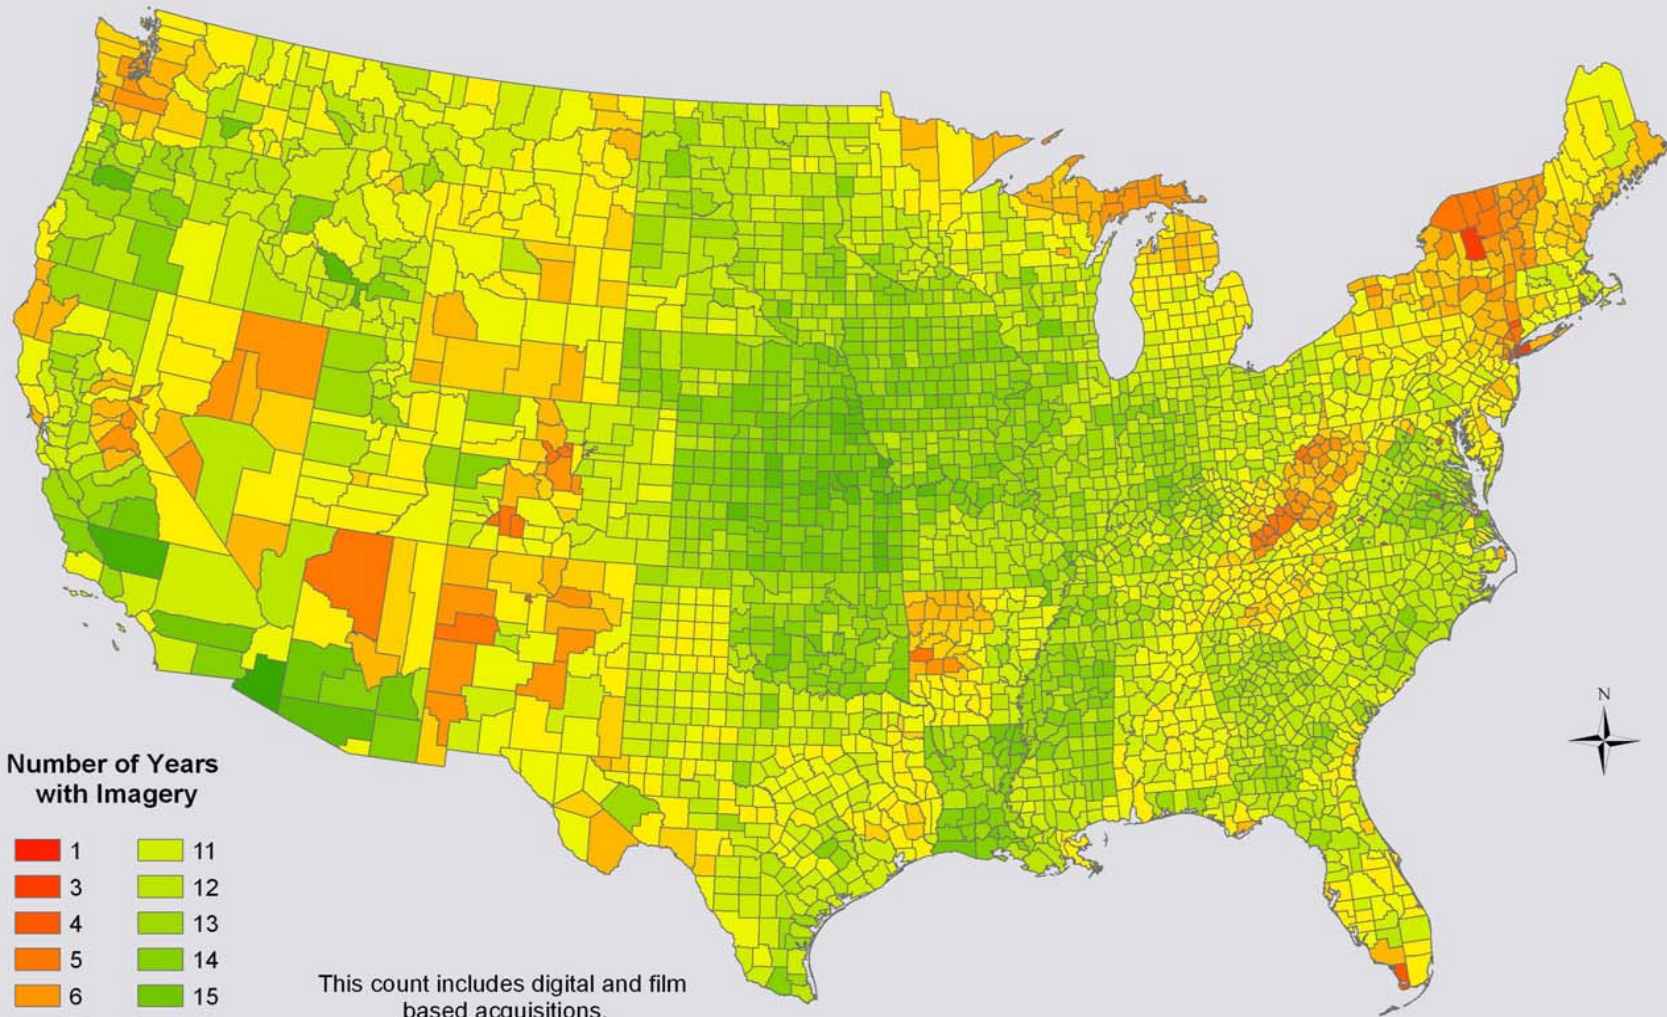 Number of Years
with Imagery
1
3
4
5
6
11
12
13
14
15
This count includes digital and film
based acquisitions.
N